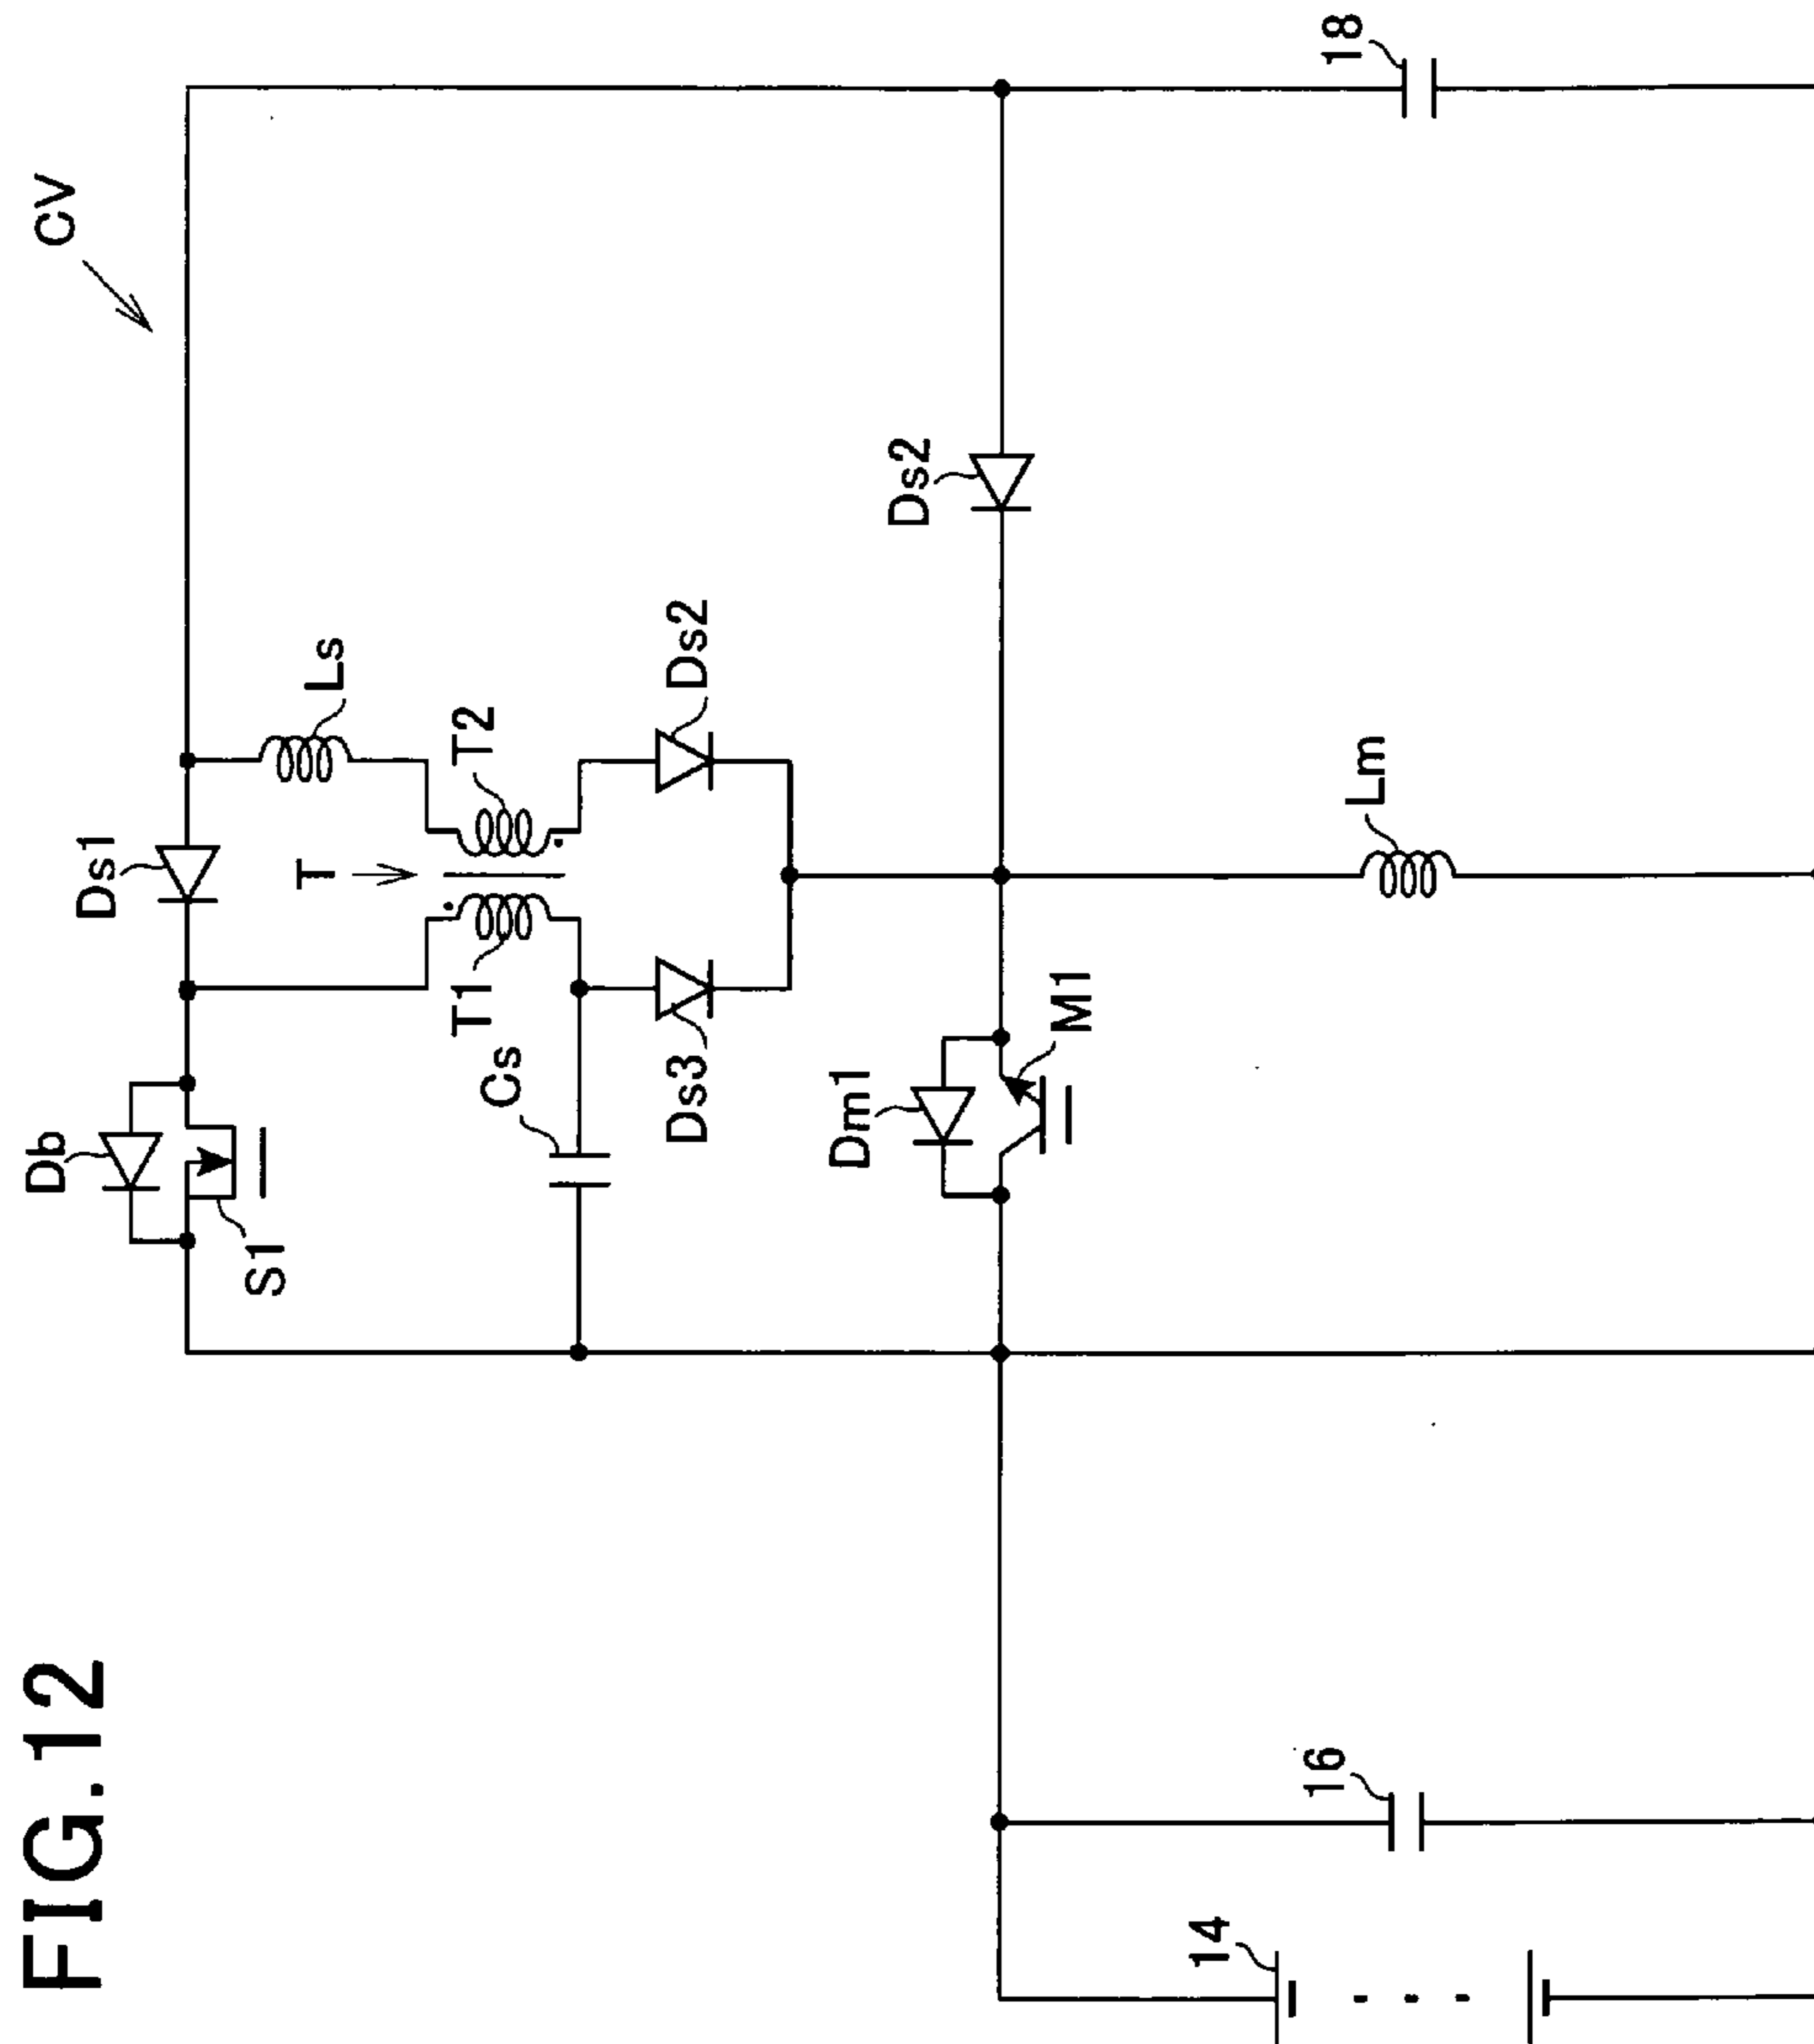 FIG.12
CV
Db
S1
Ds1
T
T1
T2
Ls
Cs
Ds3
Ds2
Dm1
M1
Ds2
14
16
Lm
18